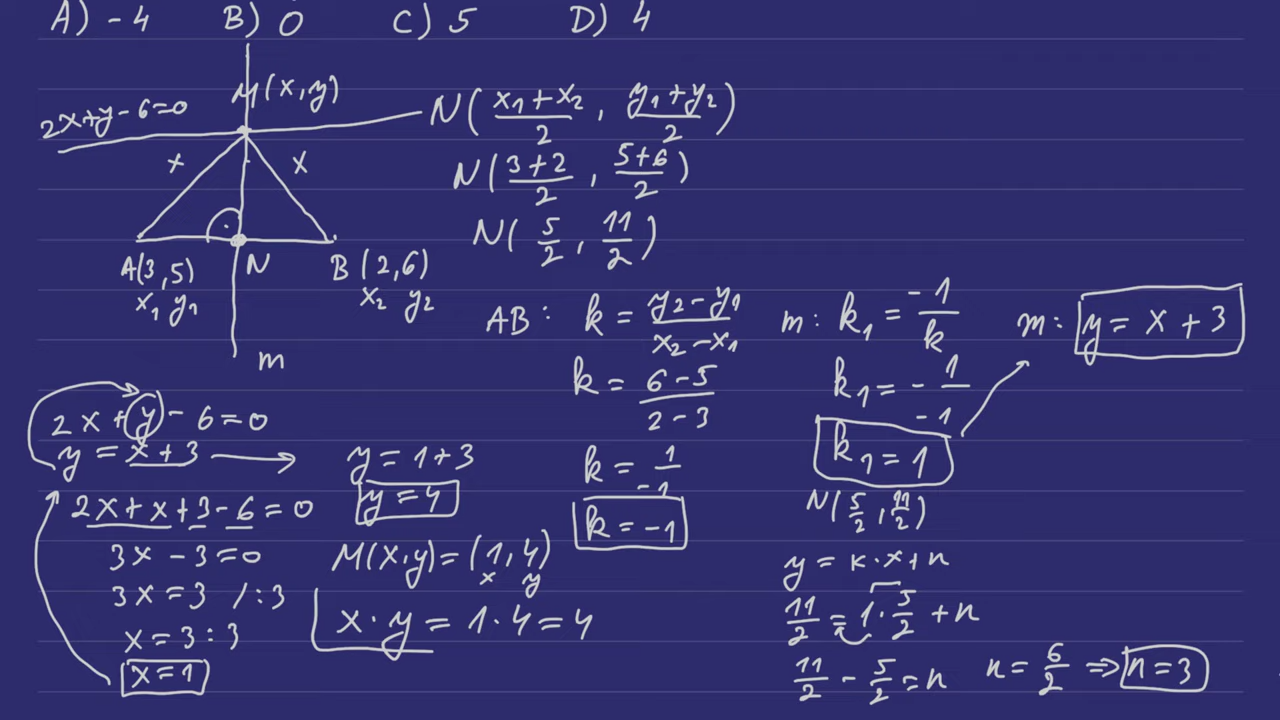 A) -4 B) 0 C) 5 D) 4
M(x,y)
2x+y-6=0
x x
A(3,5) N B(2,6)
x₁ y₁ x₂ y₂
m
N((x₁+x₂)/2, (y₁+y₂)/2)
N((3+2)/2, (5+6)/2)
N(5/2, 11/2)
AB: k = (y₂-y₁)/(x₂-x₁)
k = (6-5)/(2-3)
k = 1/-1
k = -1
m: k₁ = -1/k
k₁ = - 1/-1
k₁ = 1
m: y = x + 3
N(5/2, 11/2)
y = k·x+n
11/2 = 1·5/2 + n
11/2 - 5/2 = n
n = 6/2 ⇒ n=3
2x+y-6=0
y = x+3 →
2x+x+3-6=0
3x-3=0
3x=3 /:3
x=3:3
x=1
y=1+3
y=4
M(x,y)=(1,4)
x y
x·y=1·4=4